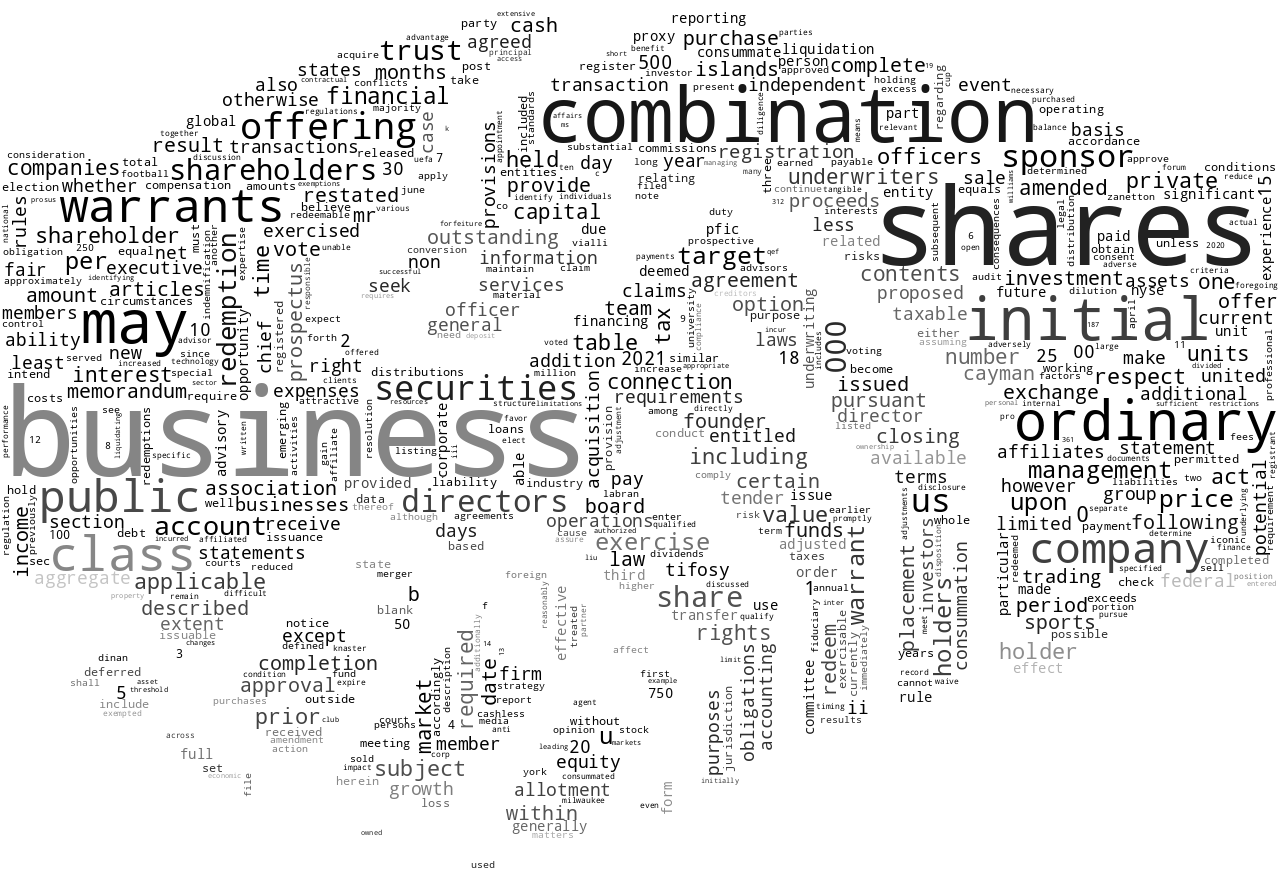 extensive
party cash
reporting
advantage
agreed
proxy purchase parties
acquire trust principal access
short benefit consummate liquidation
states months post
register 500 investor islands person approved complete 19
contractual conflicts take
also financial
transaction present independent holding excess event necessary
otherwise majority
regulations
combination
purchased operating
global offering case k
included standards affairs ms diligence means part relevant regarding cup
balance basis
together result transactions released uefa 7
provisions appointment substantial commissions registration officers sponsor accordance
consideration total discussion
companies football shareholders 30 apply
held day long year managing many earned payable
entities ten relating three underwriters entity sale determined approve forum conditions
election whether compensation amounts exemptions restated june
provide c filed continue tangible equals amended private reduce significant 15
prosus warrants believe various mr
identify individuals note 312 proceeds interests williams zanetton experience
national rules redeemable co capital duty less shares legal distribution actual
shareholder must another expertise exercised forfeiture due pfic related subsequent 6 open consequences paid obtain consent adverse unless 2020
obligation 250 equal net vote unable outstanding vialli prospective risks
fair per executive indemnification time non conversion information claim payments target qef contents audit investment assets one criteria foregoing
approximately identifying redemption prospectus responsible successful maintain services deemed advisors agreement proposed future dilution nyse
amount articles seek requires material claims creditors option taxable initial april 187 offer
members circumstances registered officer team university compliance purpose either current
control may 10 advisor chief expect general need deposit financing tax 9 incur laws underwriting includes 000 assuming adversely large unit
ability new since opportunity forth 2 voted table voting number 25 00 11 units
least served increased technology right offered addition 2021 similar 18 become cayman working make divided professional
intend interest special sector clients distributions million increase appropriate issued factors respect united
costs memorandum require expenses attractive securities structure limitations connection pursuant personal exchange additional sufficient restrictions
performance see business emerging activities gain affiliate resolution resources favor loans acquisition among directly requirements director pro internal ordinary
12 opportunities 8 liquidating redemptions specific advisory written listing corporate iii elect able provision adjustment conduct founder entitled listed closing 361 affiliates statement fees
including ownership available documents management permitted registrant
hold public association provided liability industry pay comply certain terms liabilities two act
regulation previously income well businesses data thereof directors labran board tender issue earlier disclosure us however group price requirement
section account receive although agreements operations enter qualified risk value promptly adjustments whole upon 0 separate underlying potential
100 debt incurred affiliated issuance days cause authorized exercise adjusted funds term limited payment following iconic
sec class statements based assure liu law dividends taxes warrant investors disposition company determine finance completed
courts reduced
aggregate applicable state foreign third tifosy order placement meet holders consummation particular redeemed trading specified sell federal position entered
property remain difficult merger b higher discussed share 1 annual made check exceeds
described blank 50 f reasonably treated partner use fiduciary inter period portion pursue
extent notice effective transfer qualify sports
issuable changes except defined knaster required additionally 14 13 rights redeem exercisable currently immediately possible
3 affect years holder
dinan completion date limit record effect
deferred asset condition fund firm first cannot waive
shall 5 threshold approval expire market accordingly description strategy example 750 obligations accounting committee rule
include purchases outside report agent ii
exempted prior club court persons 4 cashless timing
received media without purposes jurisdiction results
across amendment member anti opinion u stock
action meeting corp leading 20 markets
full sold subject equity
set impact york consummated
economic herein growth allotment initially
file loss milwaukee
within even form
generally
owned matters
used